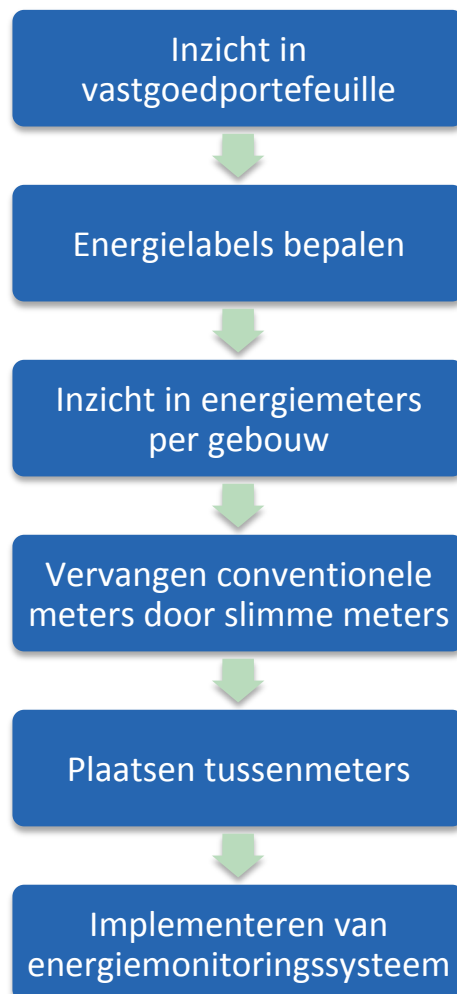 Inzicht in
vastgoedportefeuille
Energielabels bepalen
Inzicht in energiemeters
per gebouw
Vervangen conventionele
meters door slimme meters
Plaatsen tussenmeters
Implementeren van
energiemonitoringssysteem